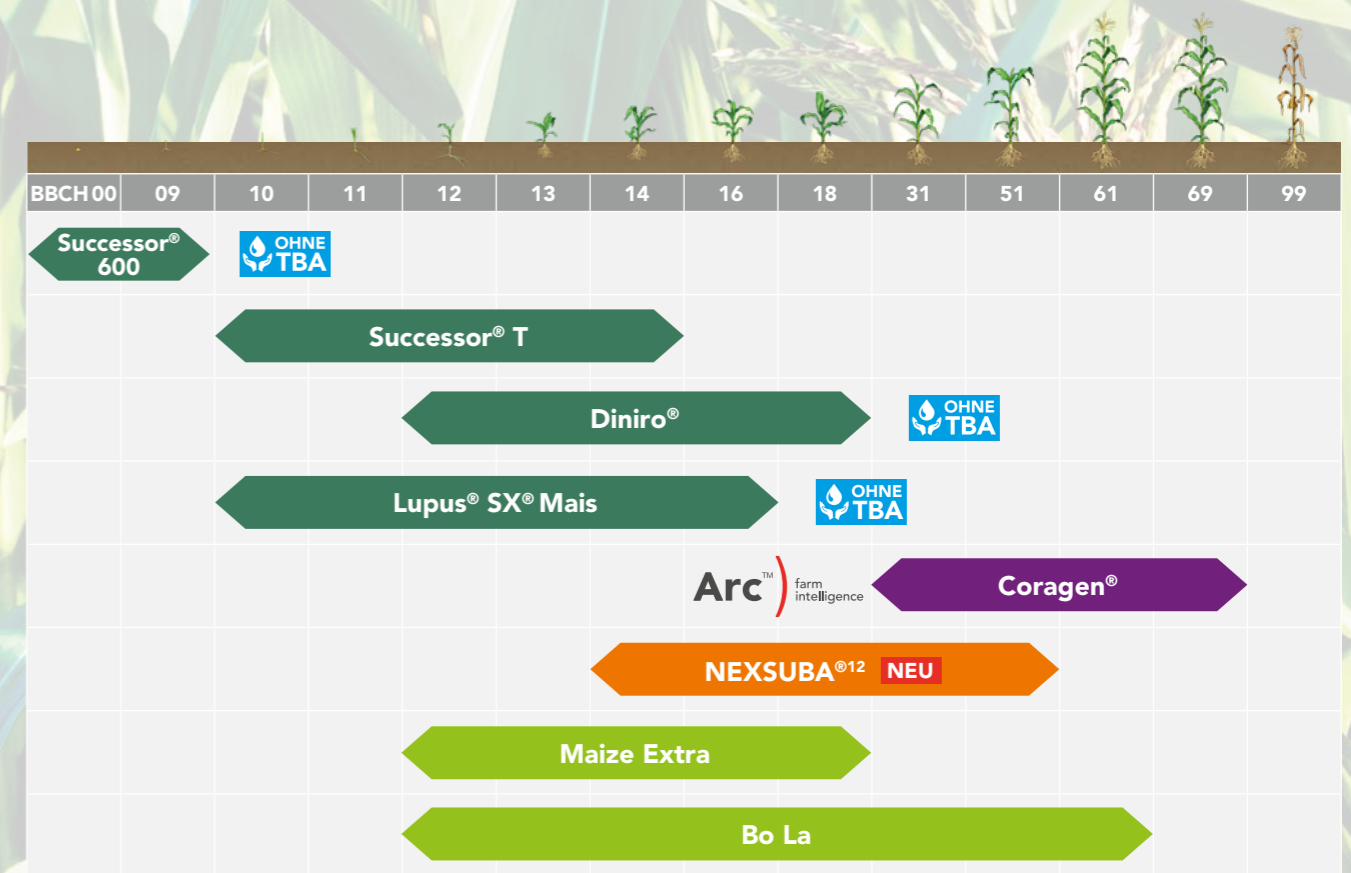 BBCH 00 09 10 11 12 13 14 16 18 31 51 61 69 99
Successor®
600
OHNE
TBA
Successor® T
Diniro®
OHNE
TBA
Lupus® SX® Mais
OHNE
TBA
Arc™
farm
intelligence
Coragen®
NEXSUBA®12 NEU
Maize Extra
Bo La